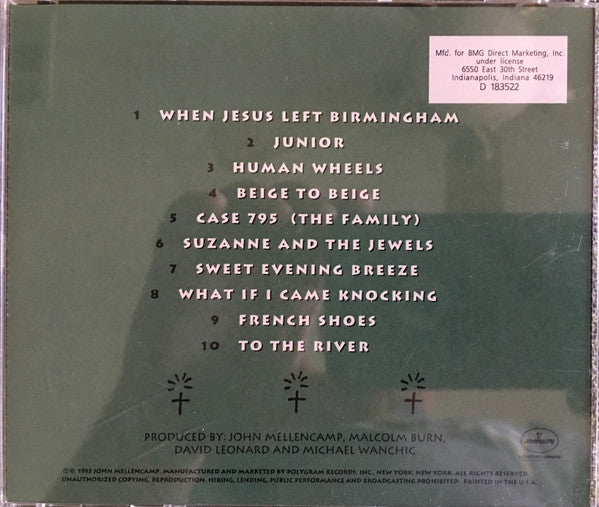 Mfd. for BMG Direct Marketing, Inc.
under license
6550 East 30th Street
Indianapolis, Indiana 46219
D 183522
1 WHEN JESUS LEFT BIRMINGHAM
2 JUNIOR
3 HUMAN WHEELS
4 BEIGE TO BEIGE
5 CASE 795 (THE FAMILY)
6 SUZANNE AND THE JEWELS
7 SWEET EVENING BREEZE
8 WHAT IF I CAME KNOCKING
9 FRENCH SHOES
10 TO THE RIVER
PRODUCED BY: JOHN MELLENCAMP, MALCOLM BURN,
DAVID LEONARD AND MICHAEL WANCHIC
mercury
a PolyGram company
℗ © 1993 JOHN MELLENCAMP. MANUFACTURED AND MARKETED BY POLYGRAM RECORDS, INC., NEW YORK, NEW YORK. ALL RIGHTS RESERVED.
UNAUTHORIZED COPYING, REPRODUCTION, HIRING, LENDING, PUBLIC PERFORMANCE AND BROADCASTING PROHIBITED. PRINTED IN THE U.S.A.